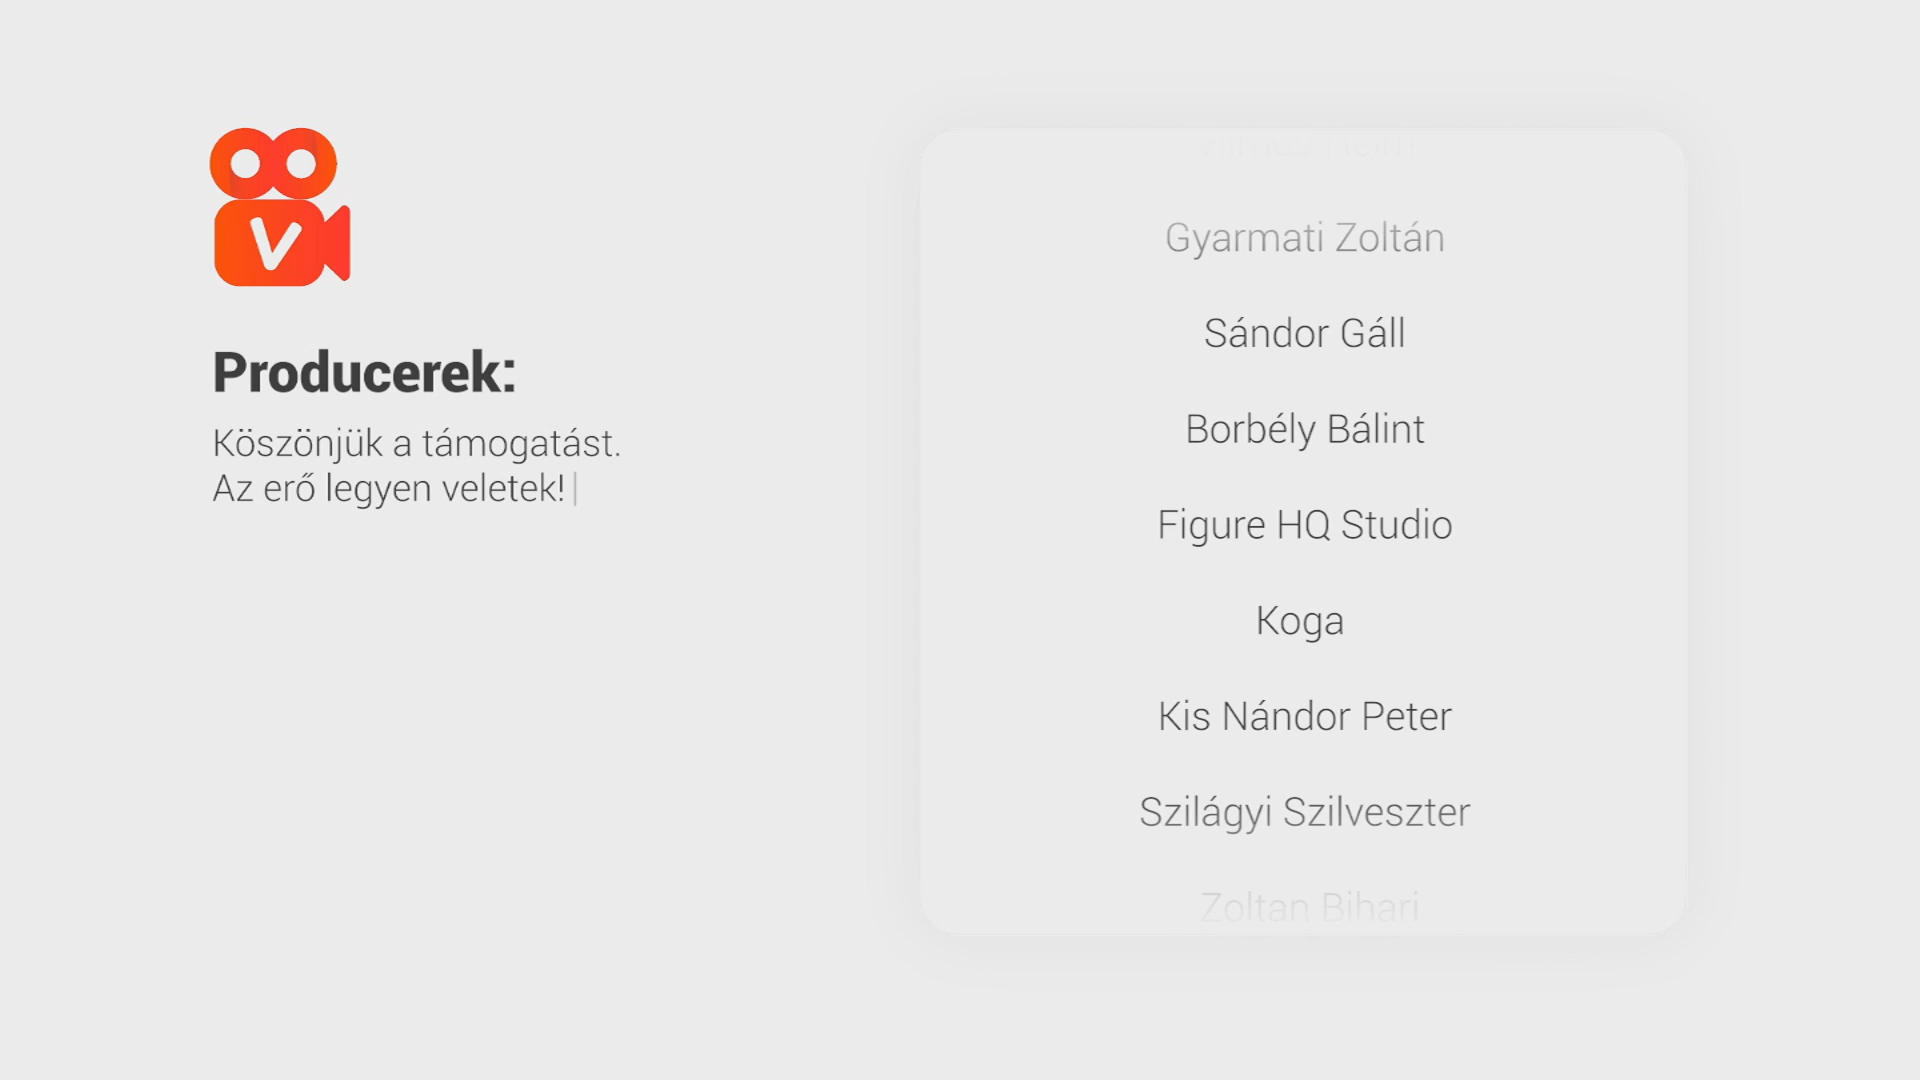 V
Producerek:
Köszönjük a támogatást.
Az erő legyen veletek!
Gyarmati Zoltán
Sándor Gáll
Borbély Bálint
Figure HQ Studio
Koga
Kis Nándor Peter
Szilágyi Szilveszter
Zoltan Bihari